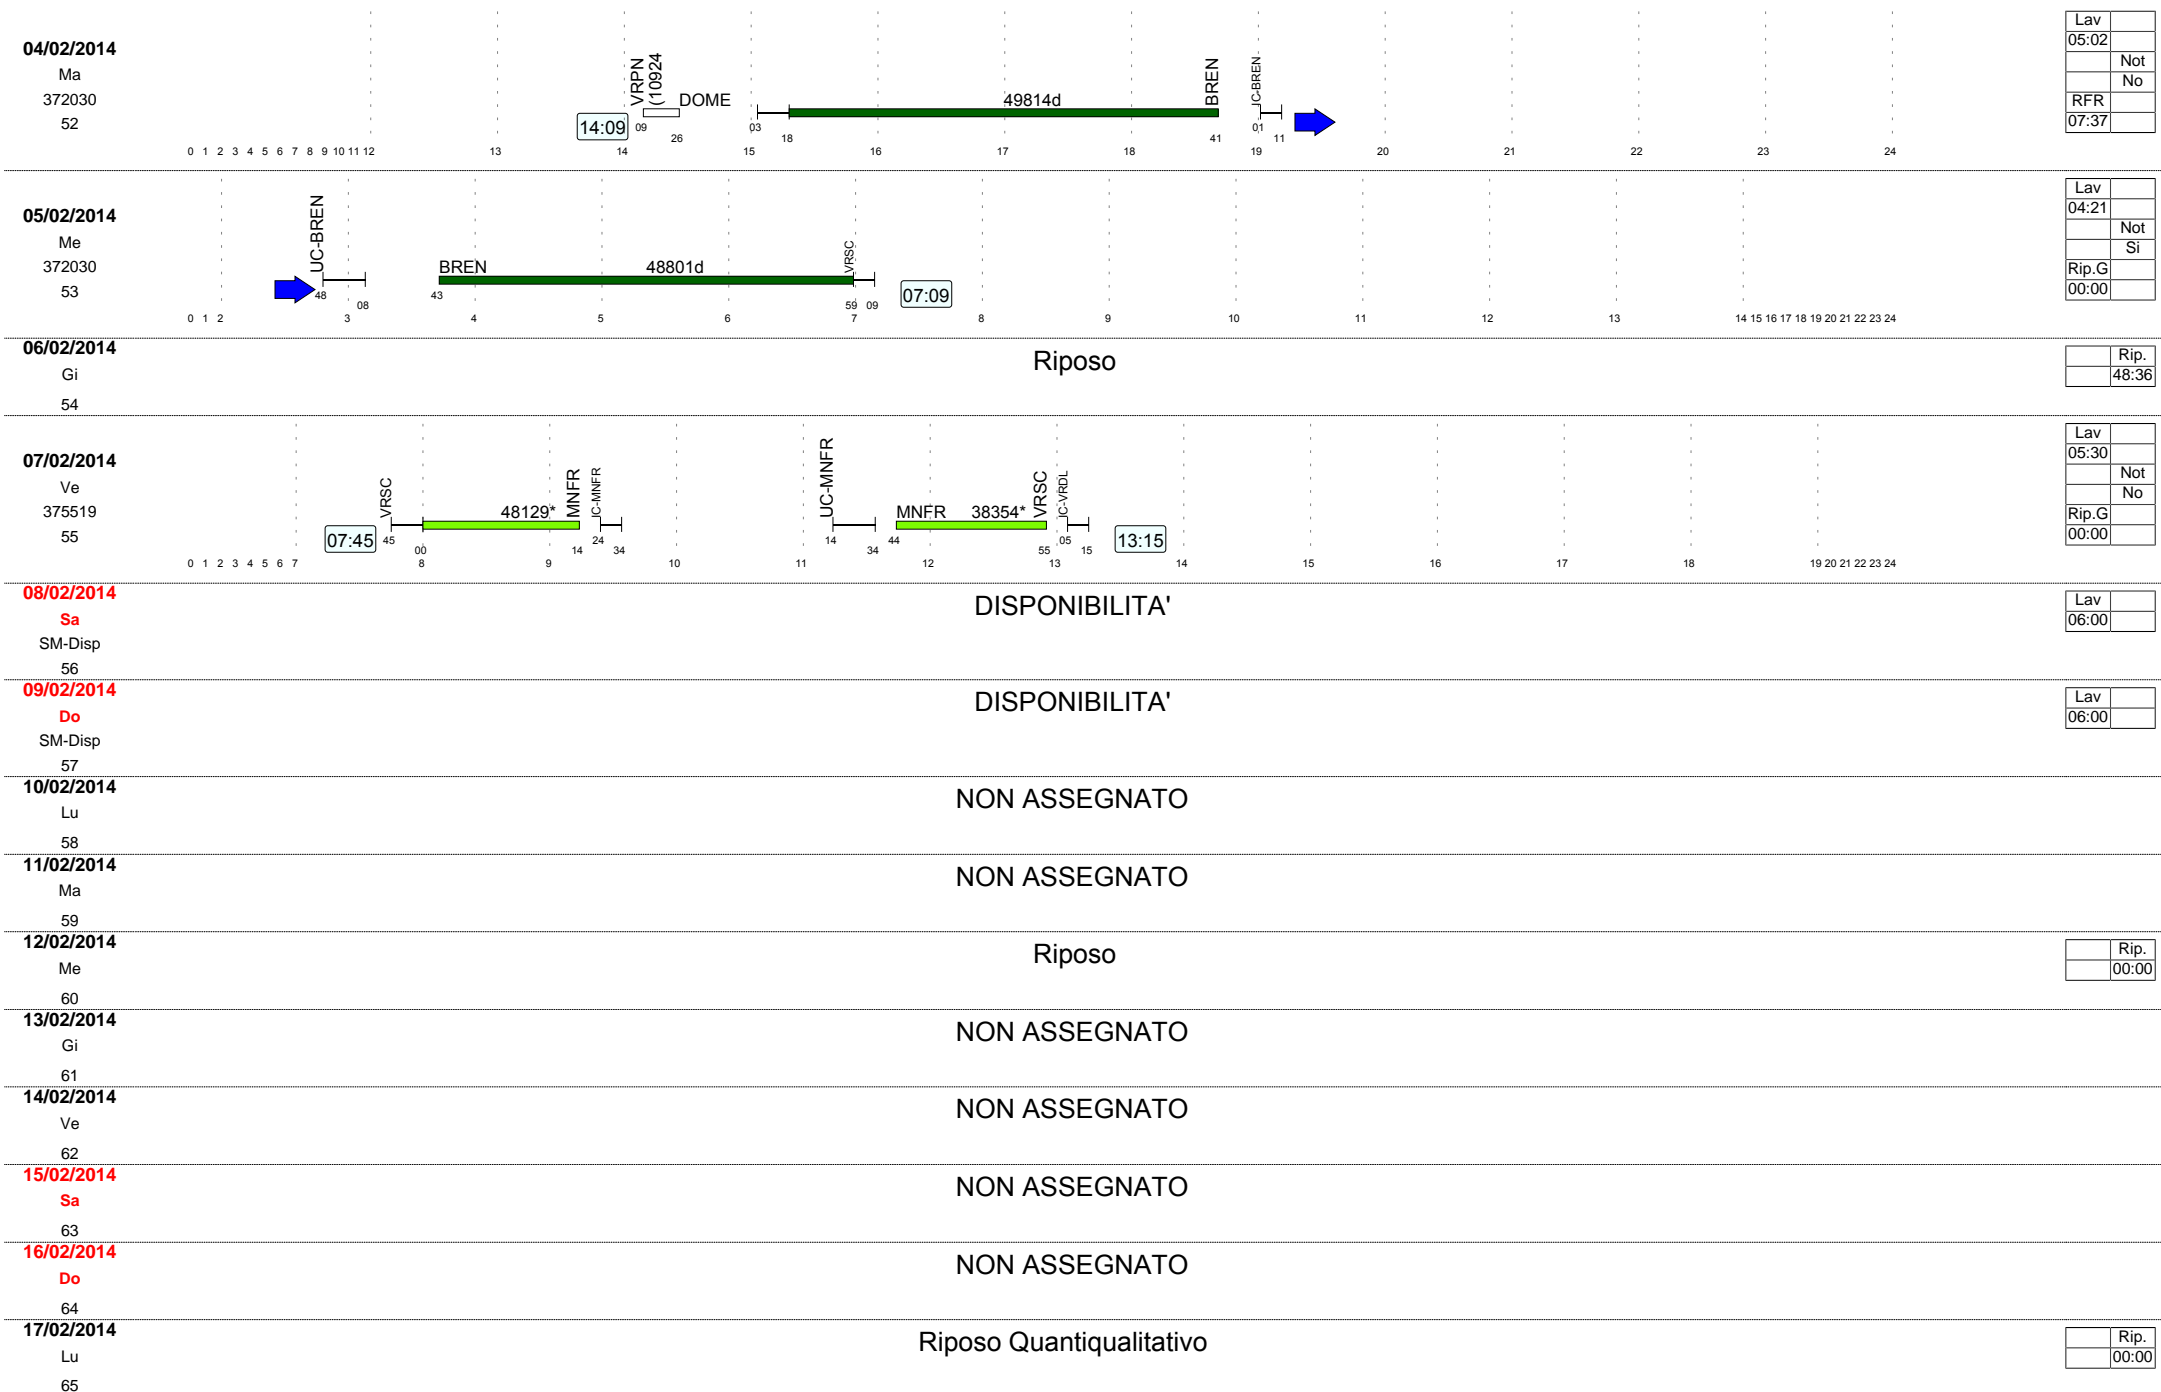 04/02/2014
Ma
372030
52
14:09
VRPN
(10924
DOME
49814d
BREN
09
26
03
18
41
01
11
0 1 2 3 4 5 6 7 8 9 10 11 12 13 14 15 16 17 18 19 20 21 22 23 24
Lav
05:02
Not
No
RFR
07:37
05/02/2014
Me
372030
53
UC-BREN
BREN
48801d
VRSC
07:09
48
08
43
59
09
0 1 2 3 4 5 6 7 8 9 10 11 12 13 14 15 16 17 18 19 20 21 22 23 24
Lav
04:21
Not
Si
Rip.G
00:00
06/02/2014
Gi
54
Riposo
Rip.
48:36
07/02/2014
Ve
375519
55
07:45
VRSC
48129*
MNFR
UC-MNFR
MNFR
38354*
VRSC
13:15
45
00
14
24
34
14
34
44
55
05
15
0 1 2 3 4 5 6 7 8 9 10 11 12 13 14 15 16 17 18 19 20 21 22 23 24
Lav
05:30
Not
No
Rip.G
00:00
08/02/2014
Sa
SM-Disp
56
DISPONIBILITA'
Lav
06:00
09/02/2014
Do
SM-Disp
57
DISPONIBILITA'
Lav
06:00
10/02/2014
Lu
58
NON ASSEGNATO
11/02/2014
Ma
59
NON ASSEGNATO
12/02/2014
Me
60
Riposo
Rip.
00:00
13/02/2014
Gi
61
NON ASSEGNATO
14/02/2014
Ve
62
NON ASSEGNATO
15/02/2014
Sa
63
NON ASSEGNATO
16/02/2014
Do
64
NON ASSEGNATO
17/02/2014
Lu
65
Riposo Quantiqualitativo
Rip.
00:00